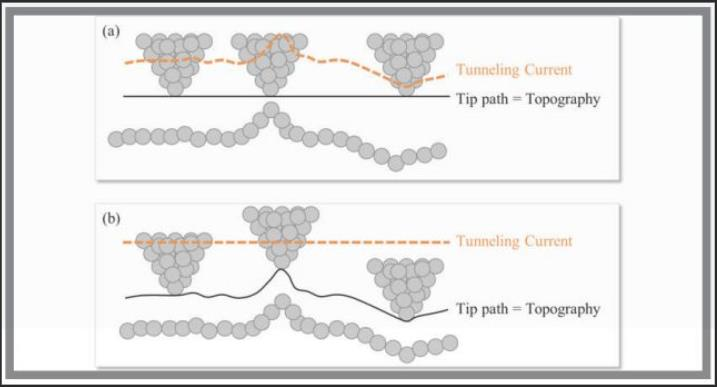 (a)
Tunneling Current
Tip path = Topography
(b)
Tunneling Current
Tip path = Topography